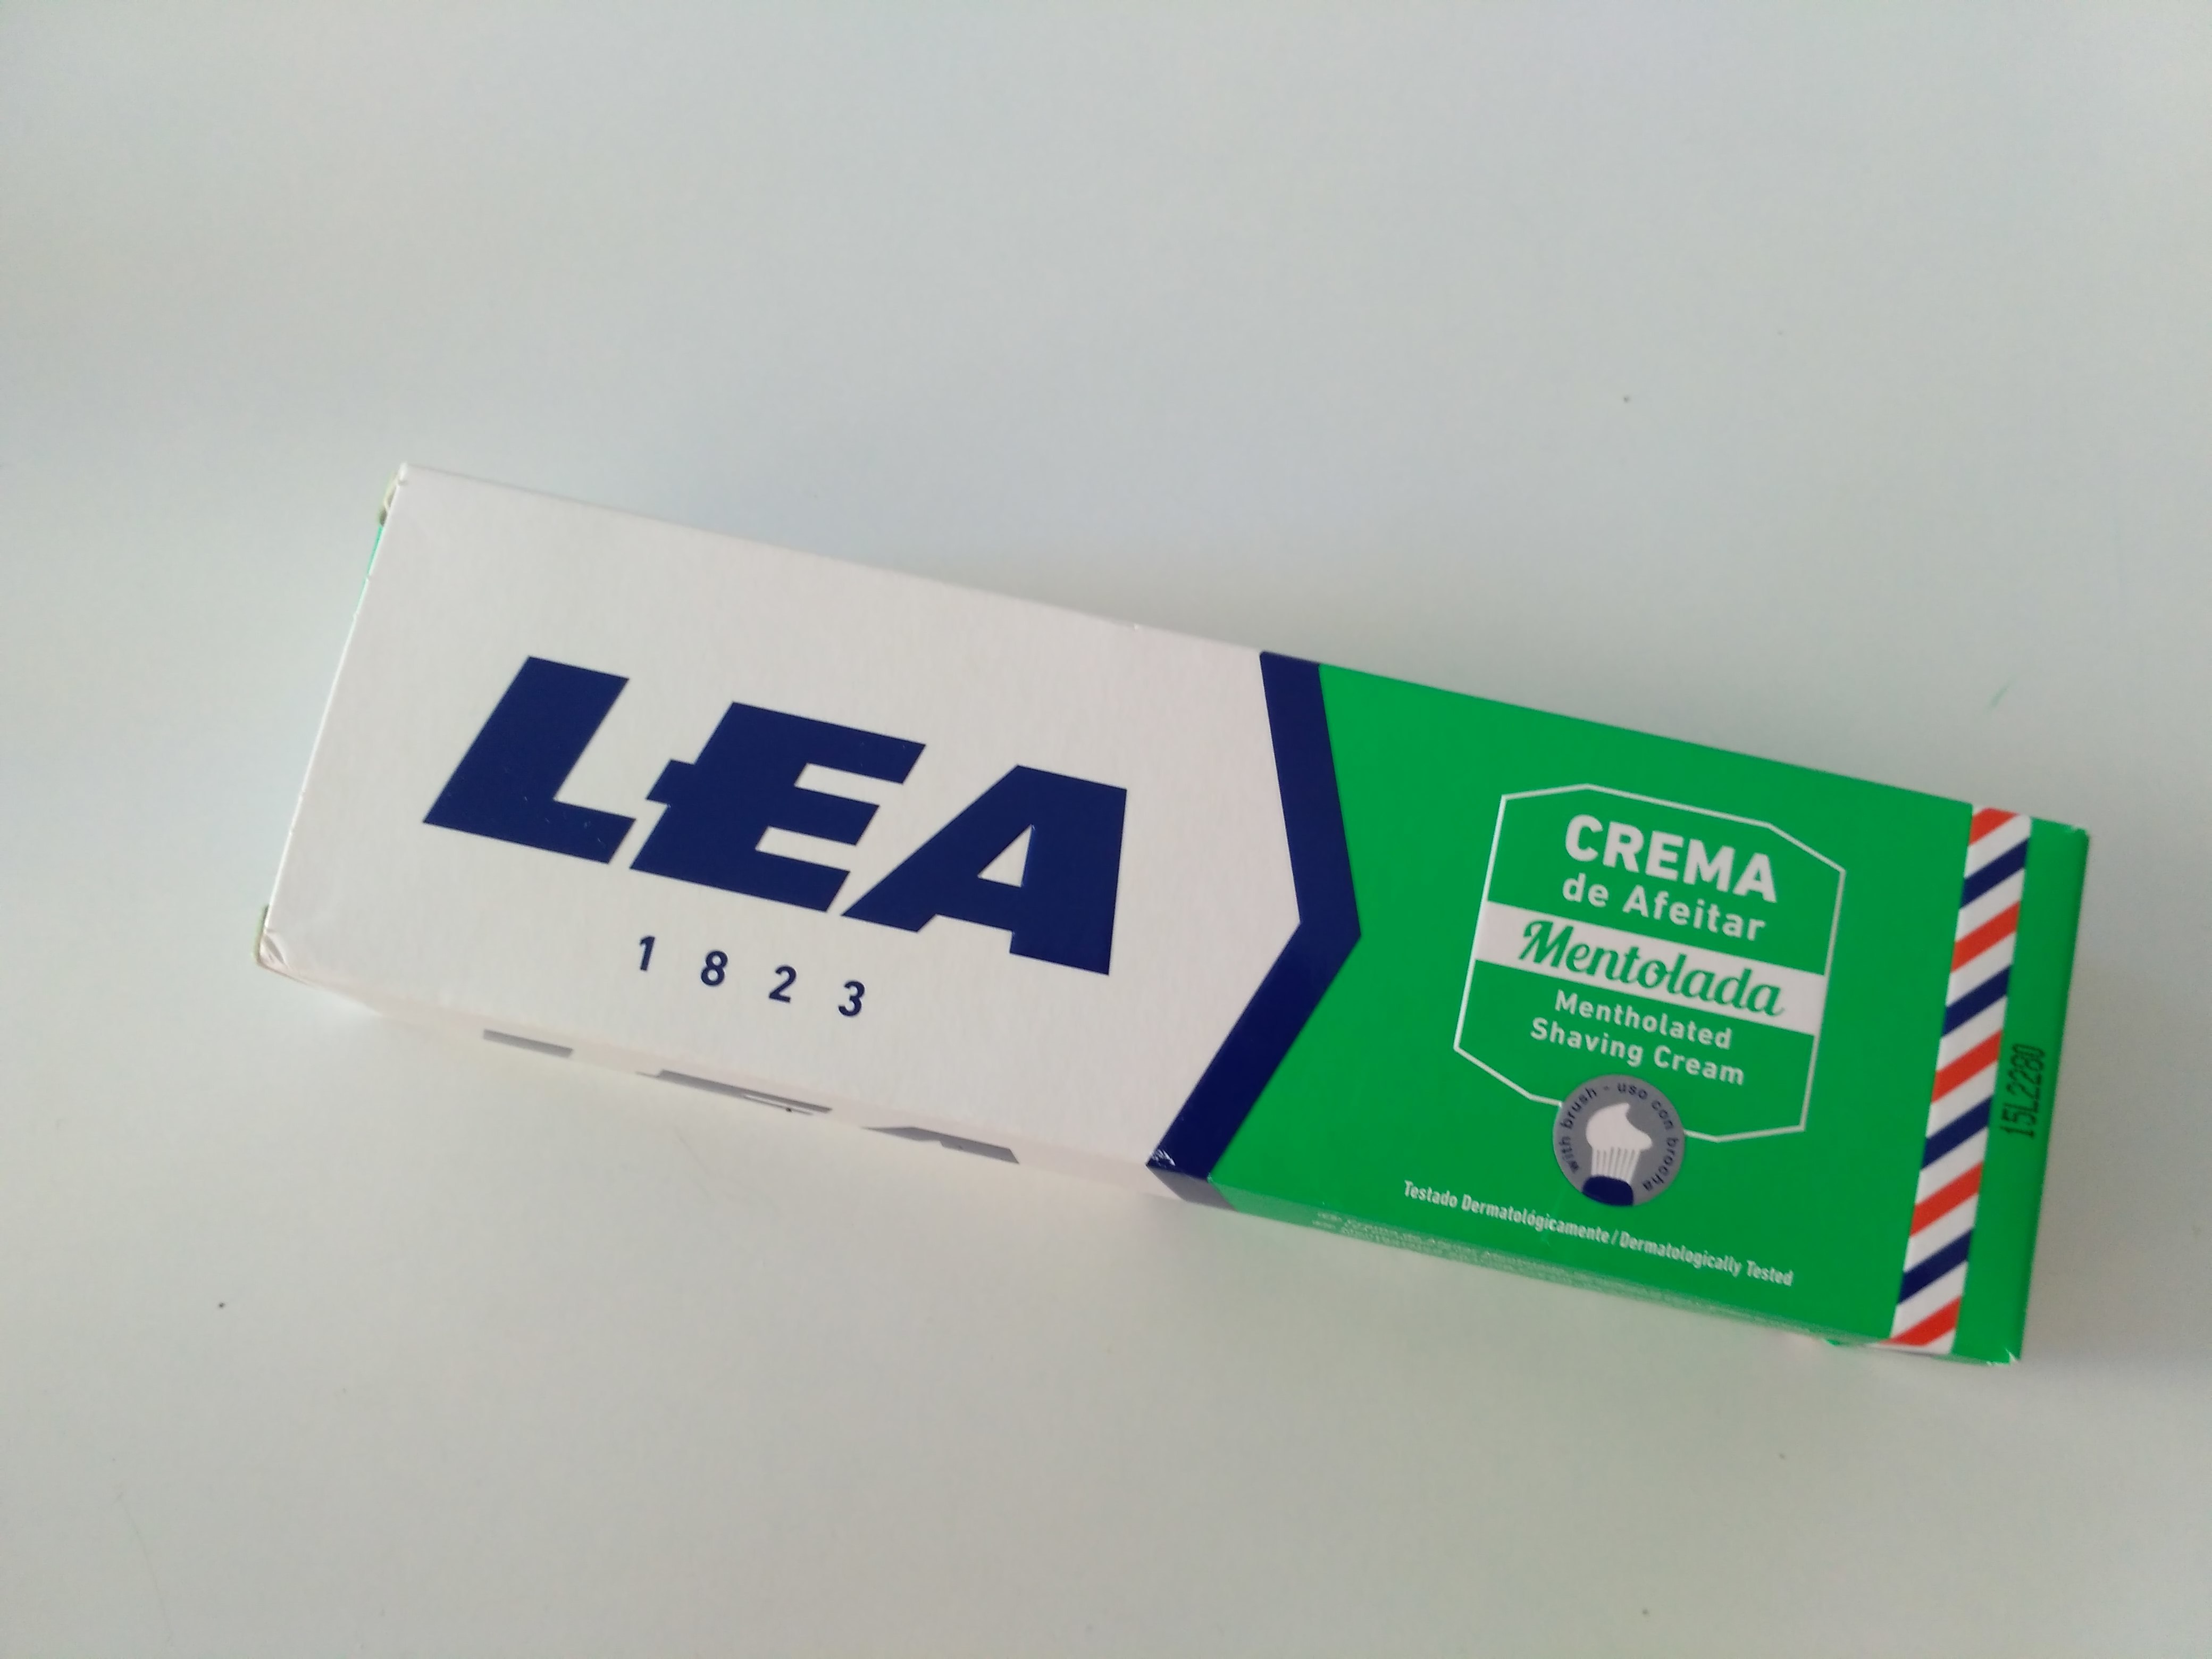 LEA
1823
CREMA
de Afeitar
Mentolada
Mentholated
Shaving Cream
with brush - uso con brocha
Testado Dermatológicamente / Dermatologically Tested
15L2280